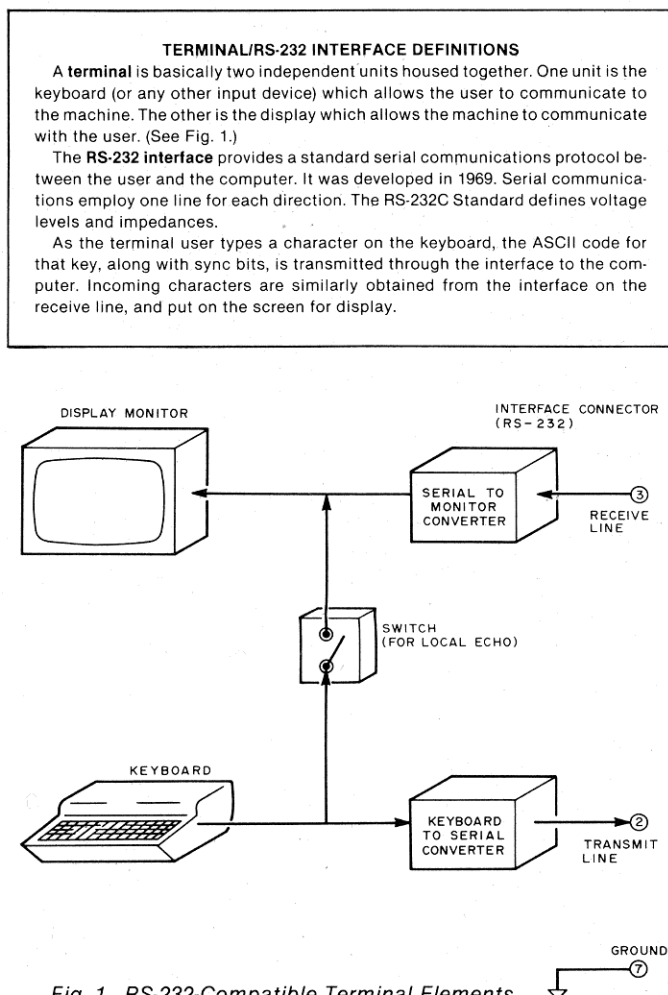 TERMINAL/RS-232 INTERFACE DEFINITIONS
A terminal is basically two independent units housed together. One unit is the
keyboard (or any other input device) which allows the user to communicate to
the machine. The other is the display which allows the machine to communicate
with the user. (See Fig. 1.)
The RS-232 interface provides a standard serial communications protocol be-
tween the user and the computer. It was developed in 1969. Serial communica-
tions employ one line for each direction. The RS-232C Standard defines voltage
levels and impedances.
As the terminal user types a character on the keyboard, the ASCII code for
that key, along with sync bits, is transmitted through the interface to the com-
puter. Incoming characters are similarly obtained from the interface on the
receive line, and put on the screen for display.
DISPLAY MONITOR
INTERFACE CONNECTOR
(RS-232)
SERIAL TO
MONITOR
CONVERTER
3
RECEIVE
LINE
SWITCH
(FOR LOCAL ECHO)
KEYBOARD
KEYBOARD
TO SERIAL
CONVERTER
2
TRANSMIT
LINE
GROUND
7
Fig. 1. RS-232-Compatible Terminal Elements